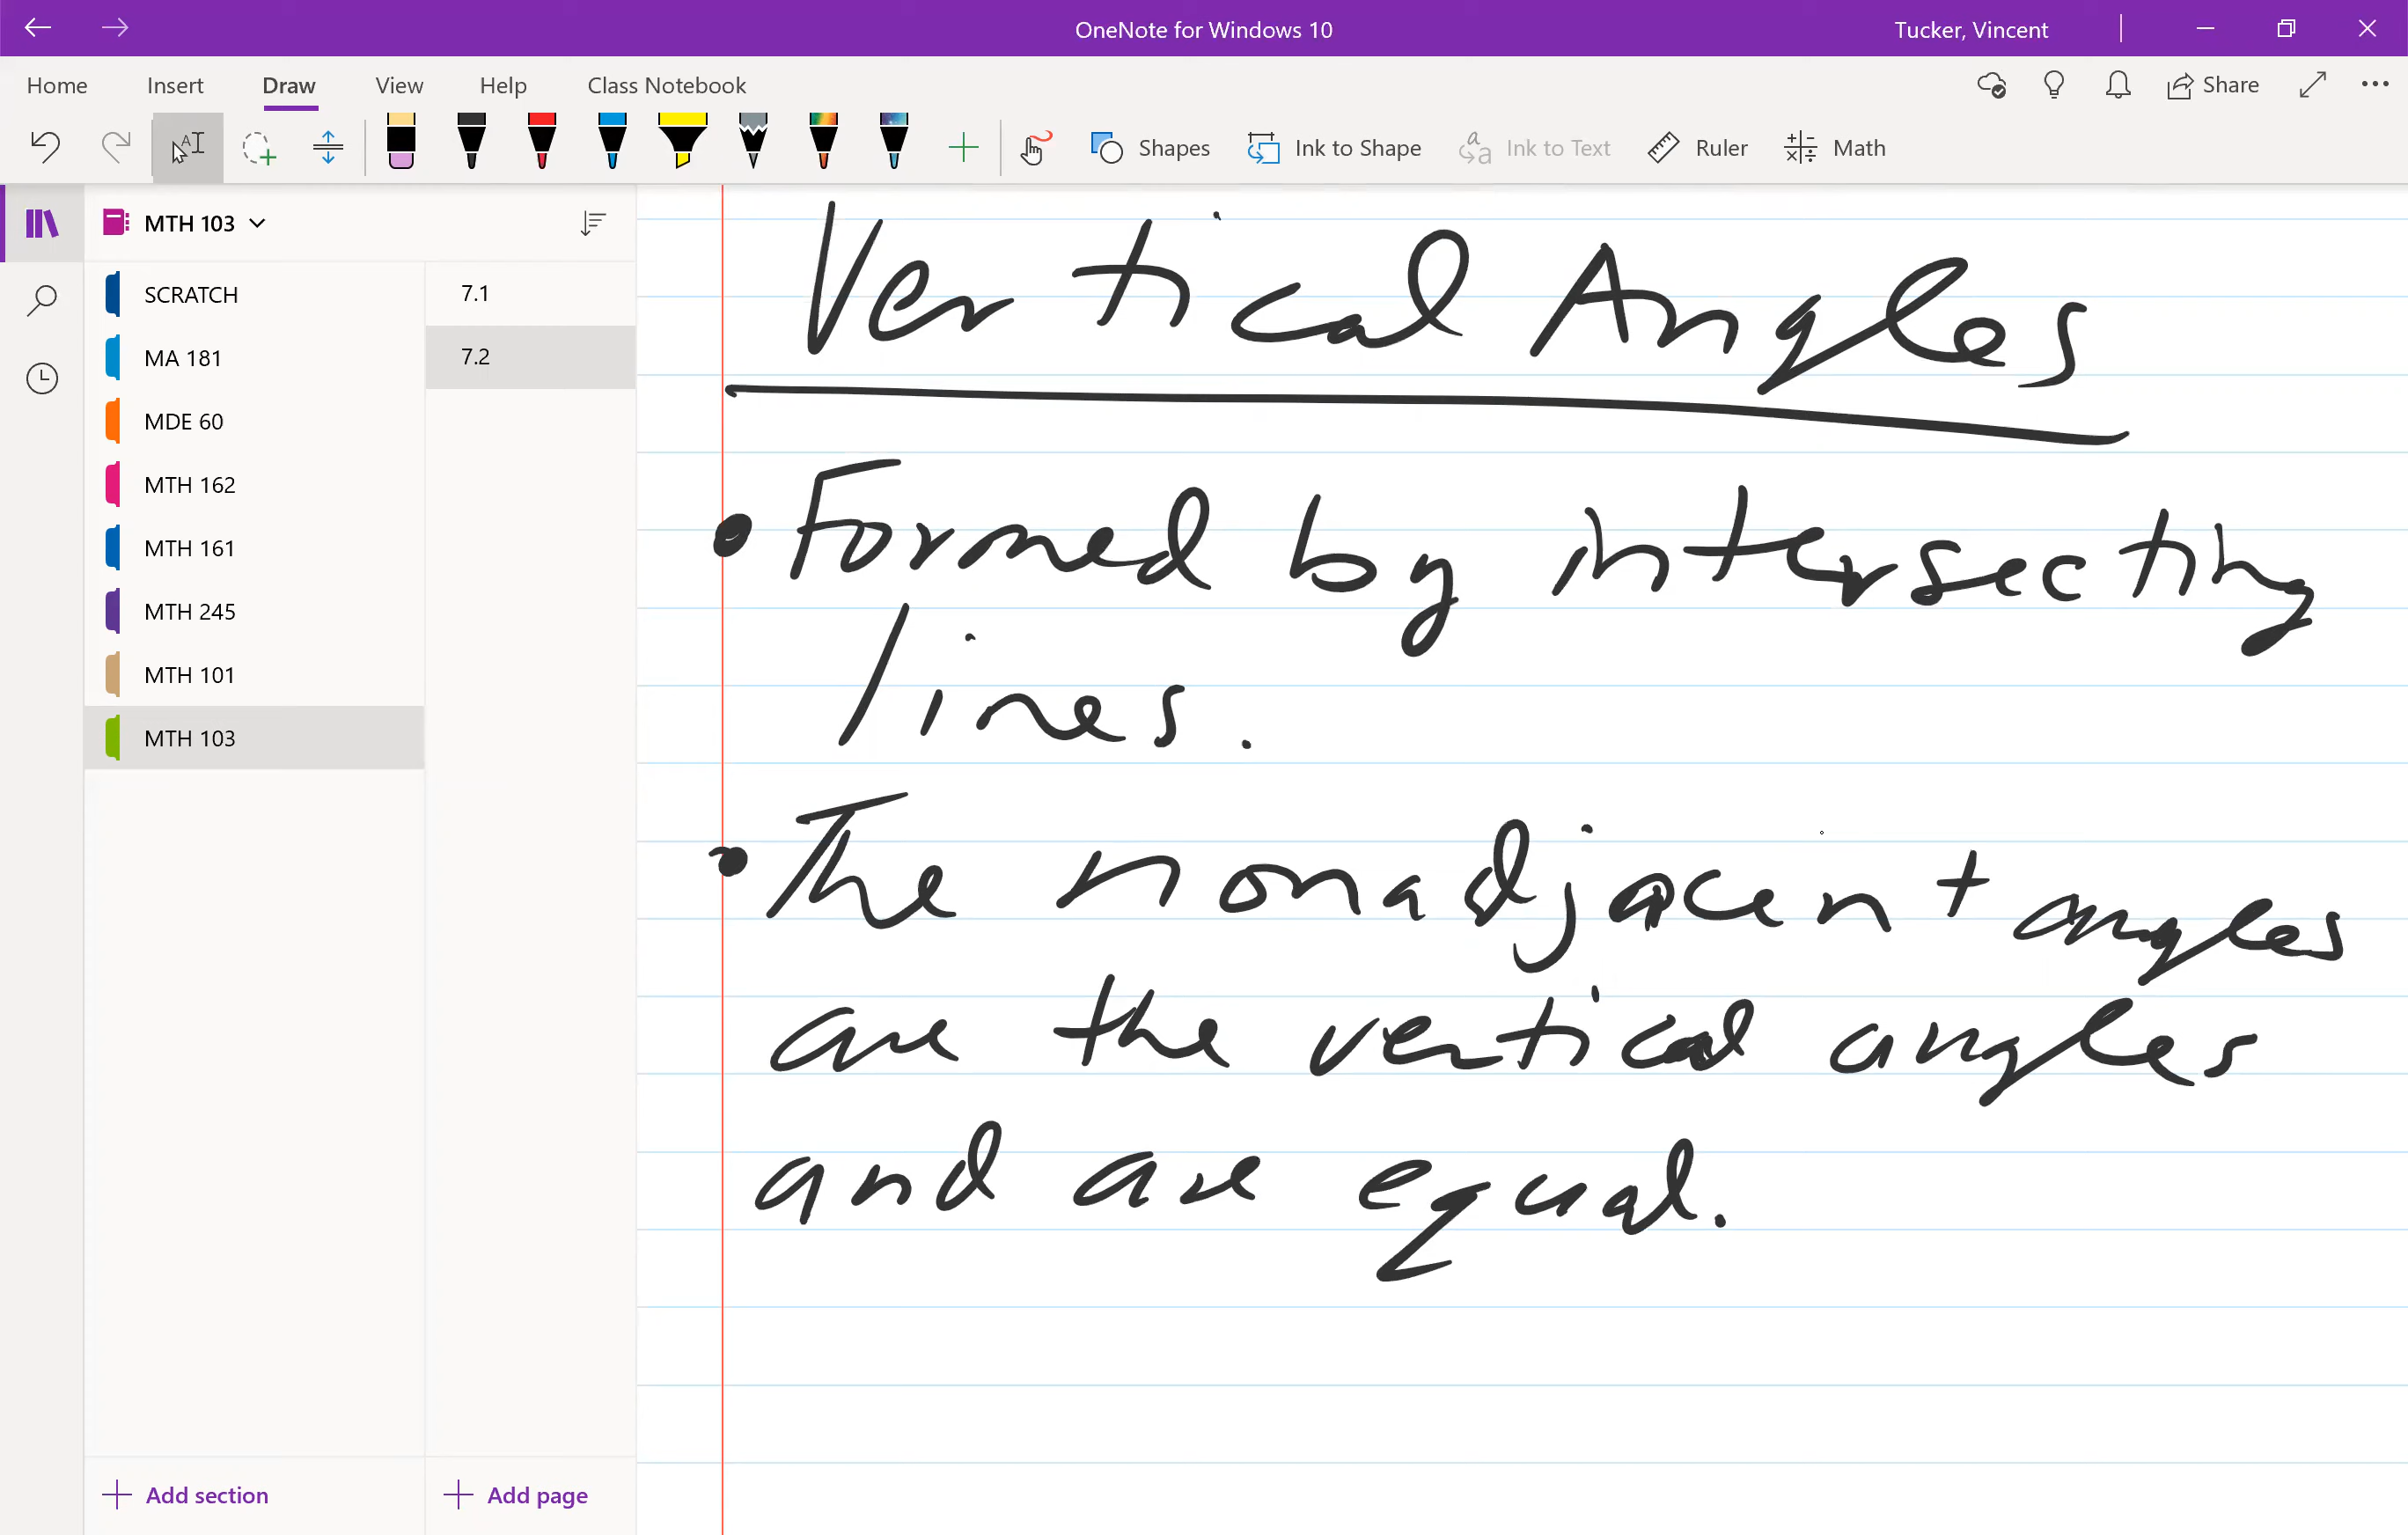 OneNote for Windows 10
Tucker, Vincent
Home Insert Draw View Help Class Notebook
Share
Shapes Ink to Shape Ink to Text Ruler Math
MTH 103
SCRATCH
MA 181
MDE 60
MTH 162
MTH 161
MTH 245
MTH 101
MTH 103
Add section
7.1
7.2
Add page
Vertical Angles
• Formed by intersecting
lines.
• The nonadjacent angles
are the vertical angles
and are equal.